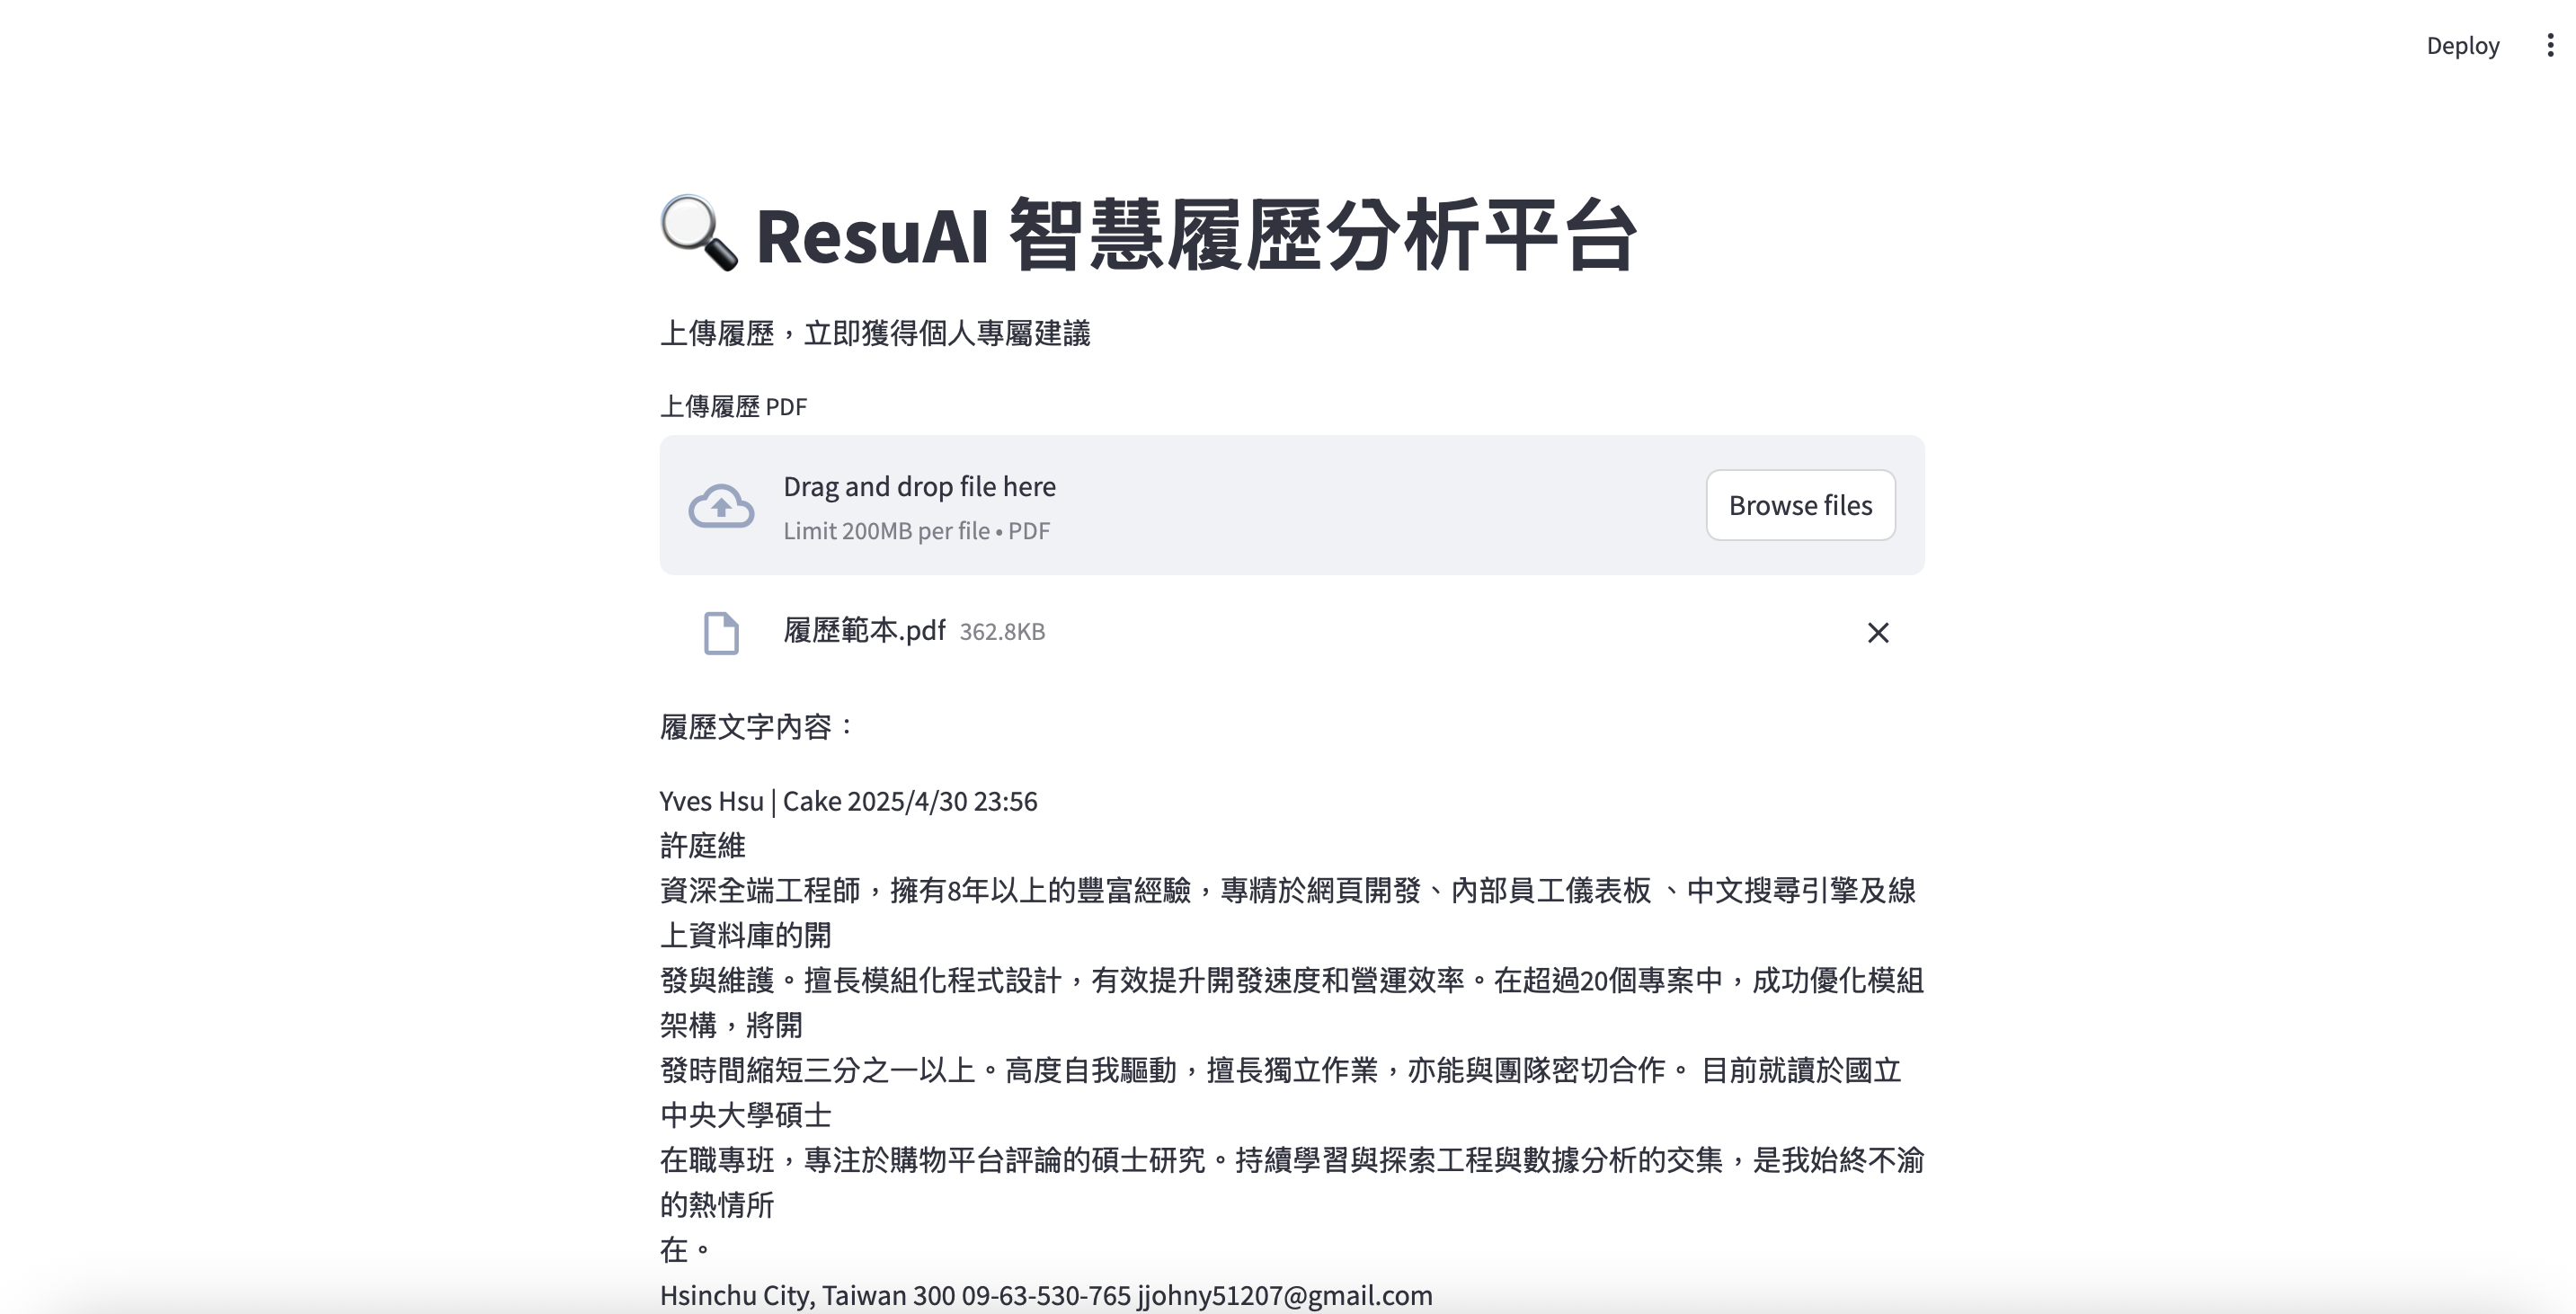 Deploy
ResuAI 智慧履歷分析平台
上傳履歷，立即獲得個人專屬建議
上傳履歷 PDF
Drag and drop file here
Limit 200MB per file • PDF
Browse files
履歷範本.pdf 362.8KB
履歷文字內容：
Yves Hsu | Cake 2025/4/30 23:56
許庭維
資深全端工程師，擁有8年以上的豐富經驗，專精於網頁開發、內部員工儀表板 、中文搜尋引擎及線
上資料庫的開
發與維護。擅長模組化程式設計，有效提升開發速度和營運效率。在超過20個專案中，成功優化模組
架構，將開
發時間縮短三分之一以上。高度自我驅動，擅長獨立作業，亦能與團隊密切合作。 目前就讀於國立
中央大學碩士
在職專班，專注於購物平台評論的碩士研究。持續學習與探索工程與數據分析的交集，是我始終不渝
的熱情所
在。
Hsinchu City, Taiwan 300 09-63-530-765 jjohny51207@gmail.com